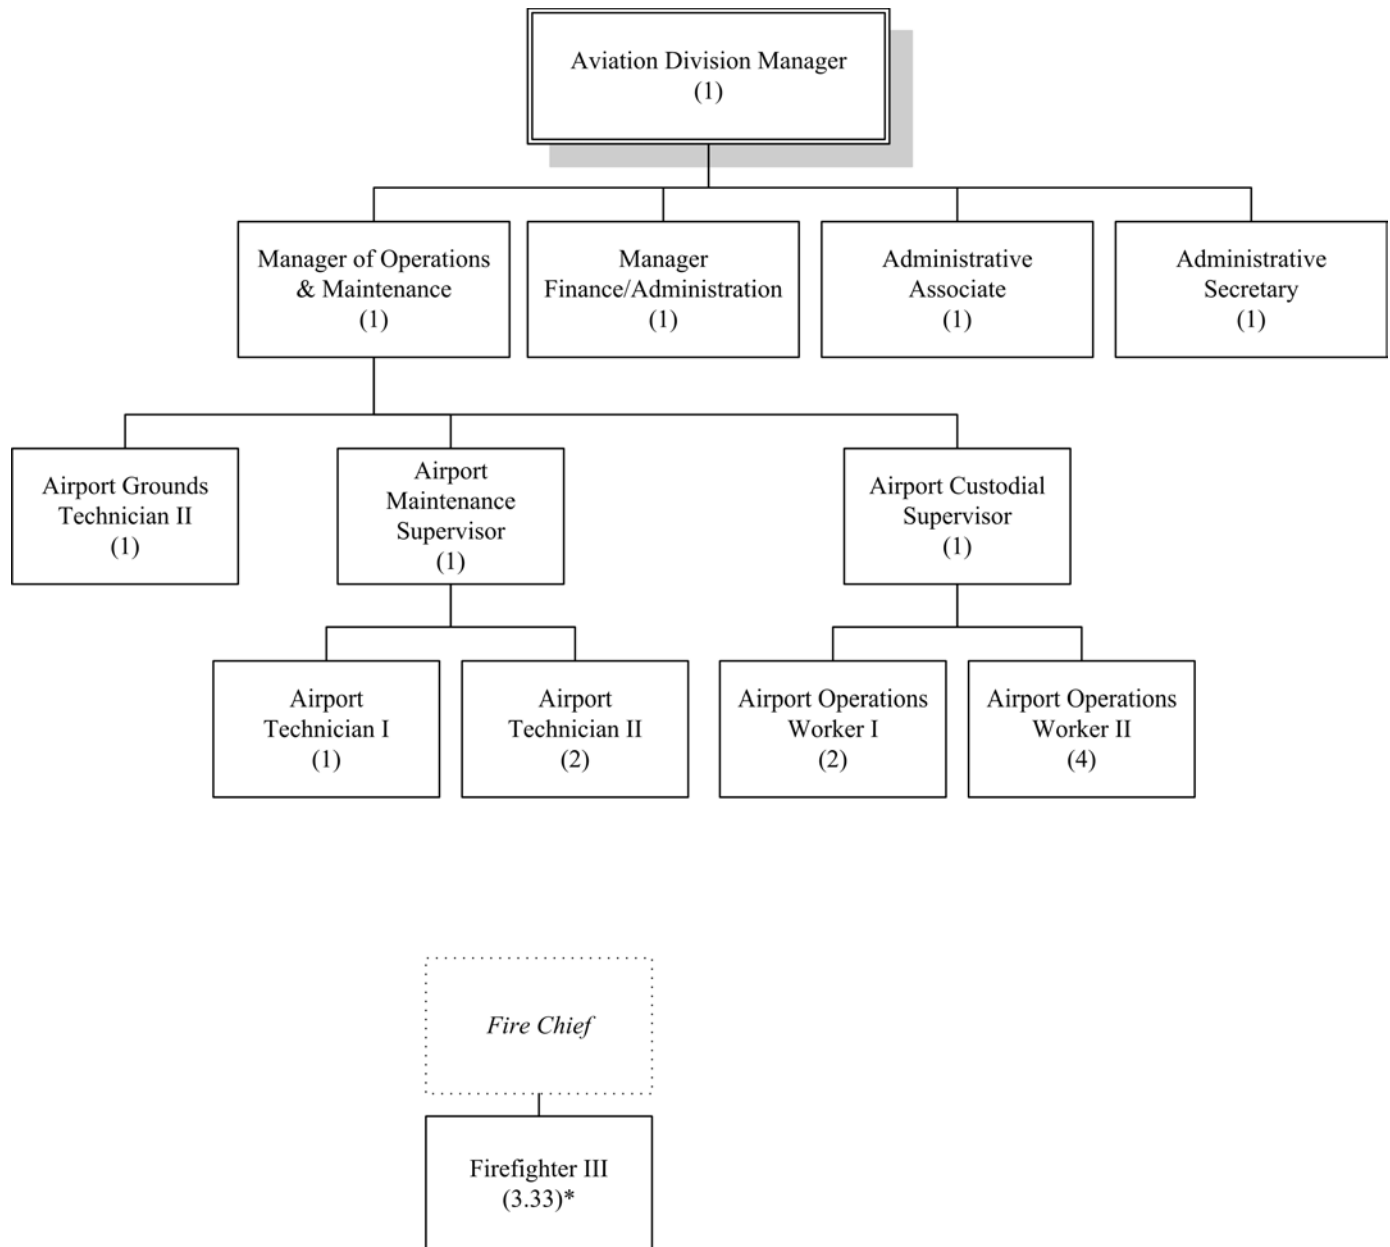 Aviation Division Manager
(1)
Manager of Operations
& Maintenance
(1)
Manager
Finance/Administration
(1)
Administrative
Associate
(1)
Administrative
Secretary
(1)
Airport Grounds
Technician II
(1)
Airport
Maintenance
Supervisor
(1)
Airport Custodial
Supervisor
(1)
Airport
Technician I
(1)
Airport
Technician II
(2)
Airport Operations
Worker I
(2)
Airport Operations
Worker II
(4)
Fire Chief
Firefighter III
(3.33)*